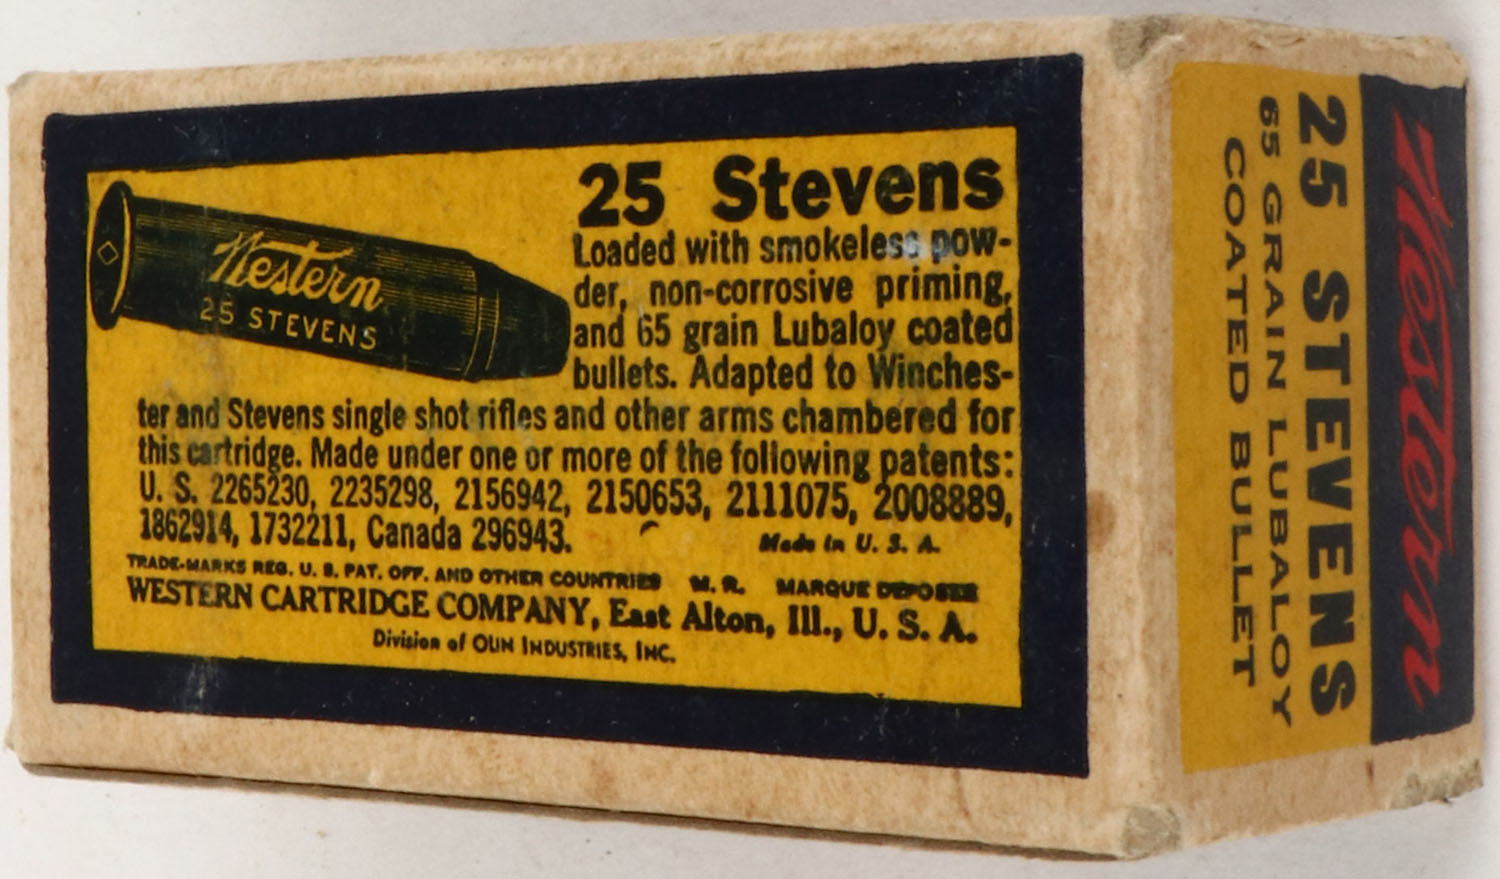 Western
25 STEVENS
25 Stevens
Loaded with smokeless pow-
der, non-corrosive priming,
and 65 grain Lubaloy coated
bullets. Adapted to Winches-
ter and Stevens single shot rifles and other arms chambered for
this cartridge. Made under one or more of the following patents:
U. S. 2265230, 2235298, 2156942, 2150653, 2111075, 2008889,
1862914, 1732211, Canada 296943.
Made in U. S. A.
TRADE-MARKS REG. U. S. PAT. OFF. AND OTHER COUNTRIES M. R. MARQUE DEPOSEE
WESTERN CARTRIDGE COMPANY, East Alton, Ill., U. S. A.
Division of OLIN INDUSTRIES, INC.
Western
25 STEVENS
65 GRAIN LUBALOY
COATED BULLET